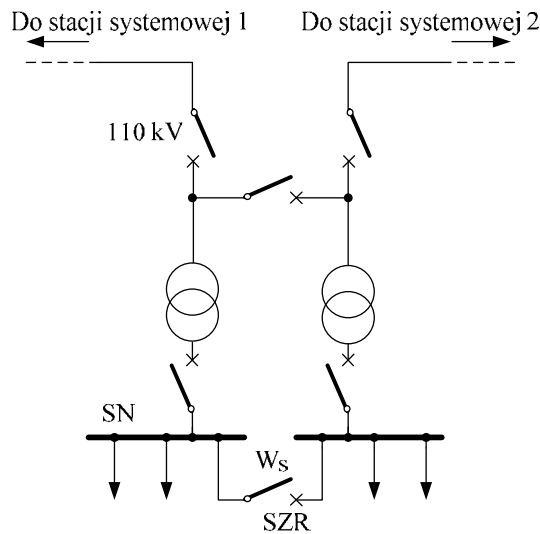 Do stacji systemowej 1
Do stacji systemowej 2
110 kV
SN
Ws
SZR